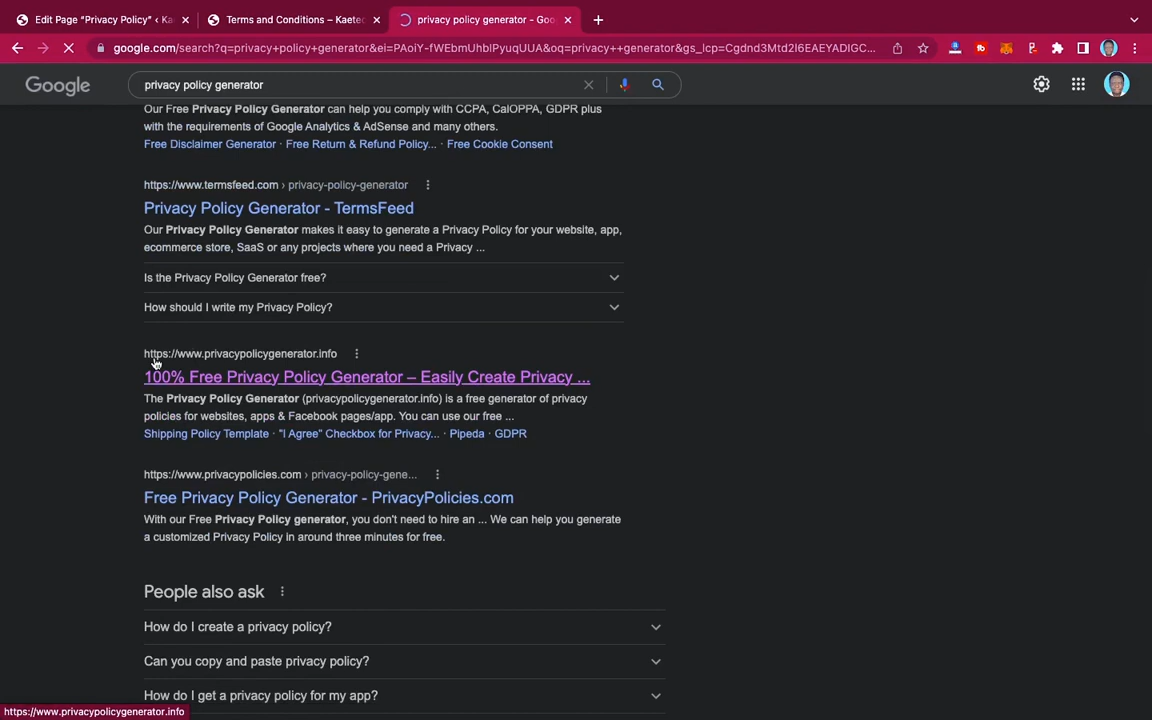 Edit Page “Privacy Policy” ‹ Ka
Terms and Conditions – Kaetec
privacy policy generator - Goo
google.com/search?q=privacy+policy+generator&ei=PAoiY-fWEbmUhbIPyuqUUA&oq=privacy++generator&gs_lcp=Cgdnd3Mtd2l6EAEYADIGC...
Google
privacy policy generator
Our Free Privacy Policy Generator can help you comply with CCPA, CalOPPA, GDPR plus
with the requirements of Google Analytics & AdSense and many others.
Free Disclaimer Generator · Free Return & Refund Policy... · Free Cookie Consent
https://www.termsfeed.com › privacy-policy-generator
Privacy Policy Generator - TermsFeed
Our Privacy Policy Generator makes it easy to generate a Privacy Policy for your website, app,
ecommerce store, SaaS or any projects where you need a Privacy ...
Is the Privacy Policy Generator free?
How should I write my Privacy Policy?
https://www.privacypolicygenerator.info
100% Free Privacy Policy Generator – Easily Create Privacy ...
The Privacy Policy Generator (privacypolicygenerator.info) is a free generator of privacy
policies for websites, apps & Facebook pages/app. You can use our free ...
Shipping Policy Template · "I Agree" Checkbox for Privacy... · Pipeda · GDPR
https://www.privacypolicies.com › privacy-policy-gene...
Free Privacy Policy Generator - PrivacyPolicies.com
With our Free Privacy Policy generator, you don't need to hire an ... We can help you generate
a customized Privacy Policy in around three minutes for free.
People also ask
How do I create a privacy policy?
Can you copy and paste privacy policy?
How do I get a privacy policy for my app?
https://www.privacypolicygenerator.info